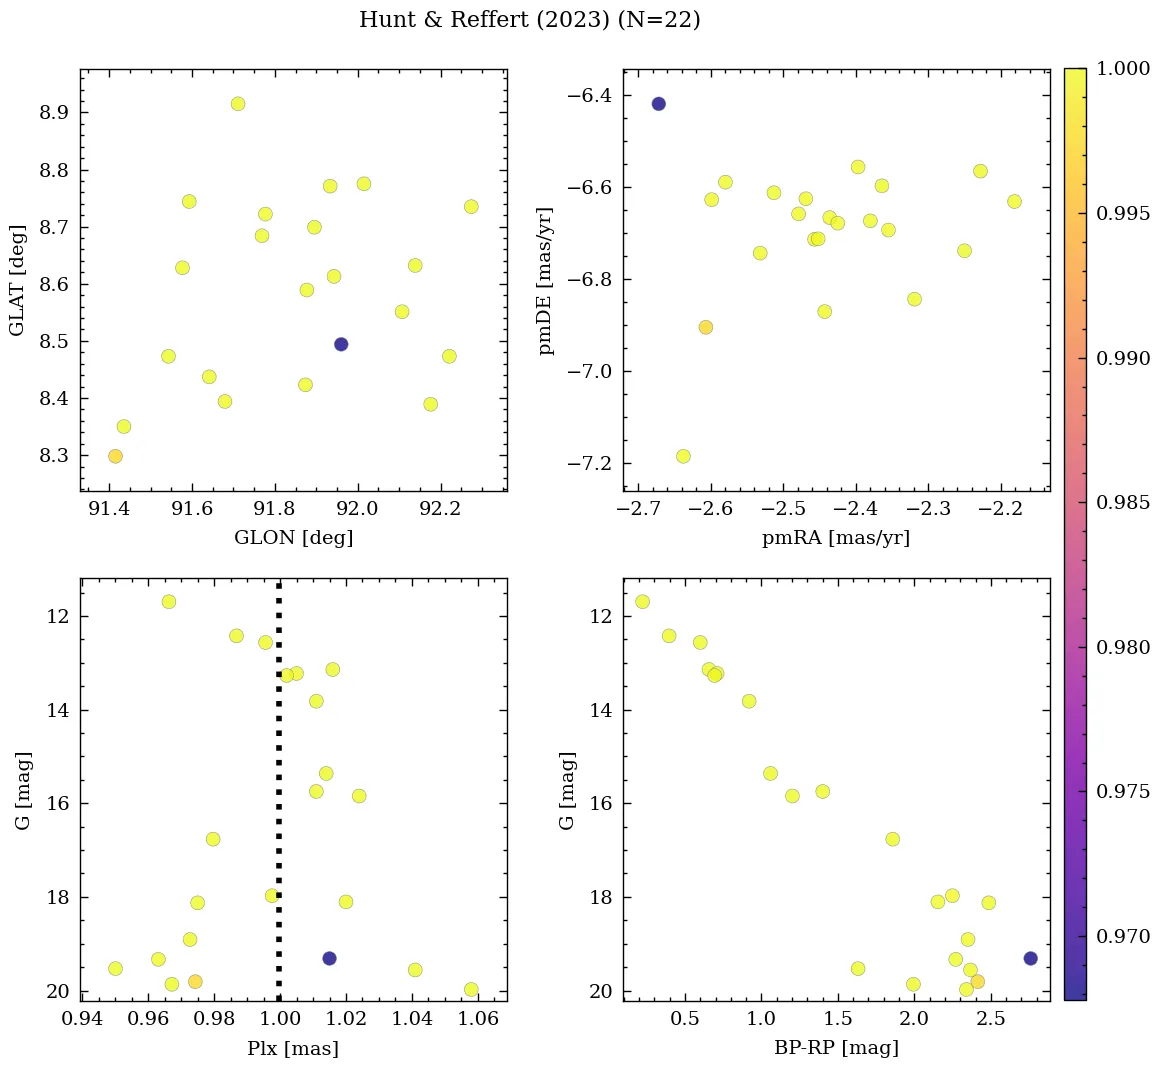 Hunt & Reffert (2023) (N=22)
8.9
8.8
8.7
8.6
8.5
8.4
8.3
GLAT [deg]
91.4 91.6 91.8 92.0 92.2
GLON [deg]
−6.4
−6.6
−6.8
−7.0
−7.2
pmDE [mas/yr]
−2.7 −2.6 −2.5 −2.4 −2.3 −2.2
pmRA [mas/yr]
12
14
16
18
20
G [mag]
0.94 0.96 0.98 1.00 1.02 1.04 1.06
Plx [mas]
12
14
16
18
20
G [mag]
0.5 1.0 1.5 2.0 2.5
BP-RP [mag]
1.000
0.995
0.990
0.985
0.980
0.975
0.970